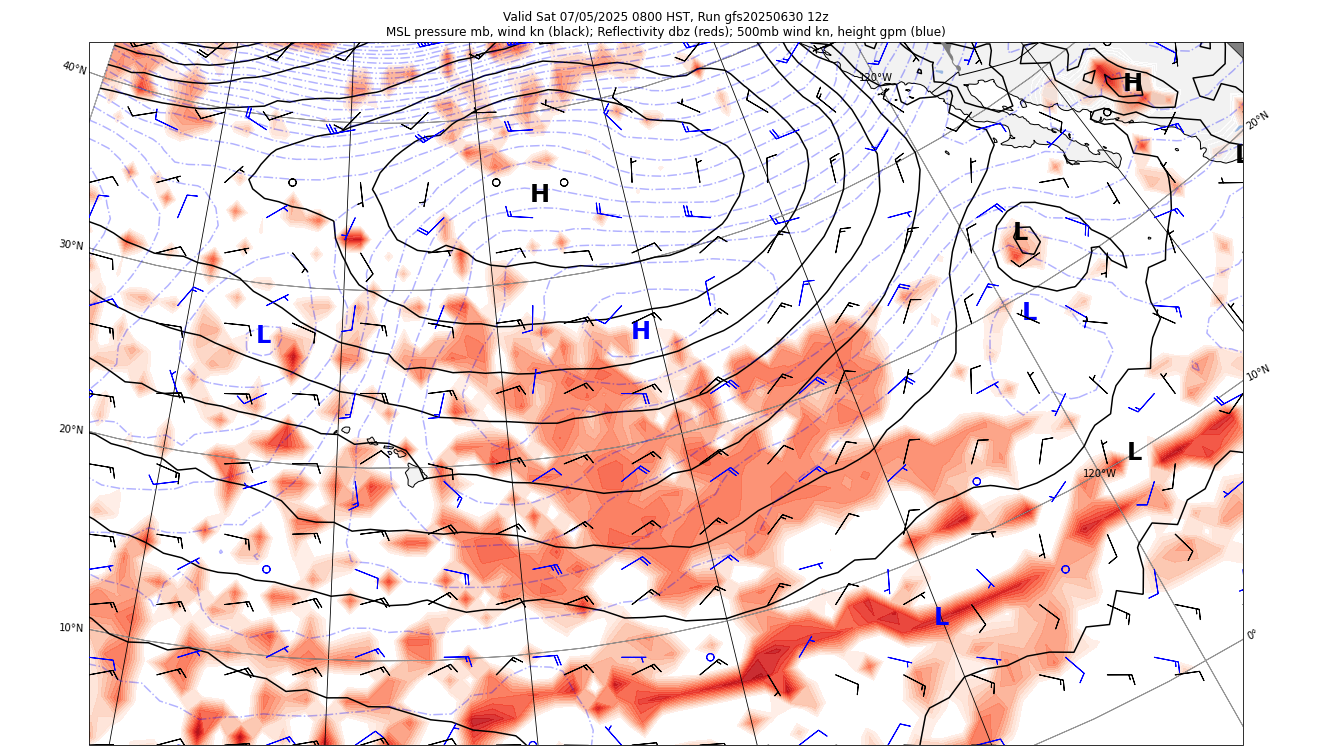 Valid Sat 07/05/2025 0800 HST, Run gfs20250630 12z
MSL pressure mb, wind kn (black); Reflectivity dbz (reds); 500mb wind kn, height gpm (blue)
40°N
120°W
H
20°N
L
H
L
30°N
L
H
L
10°N
20°N
L
120°W
10°N
L
0°